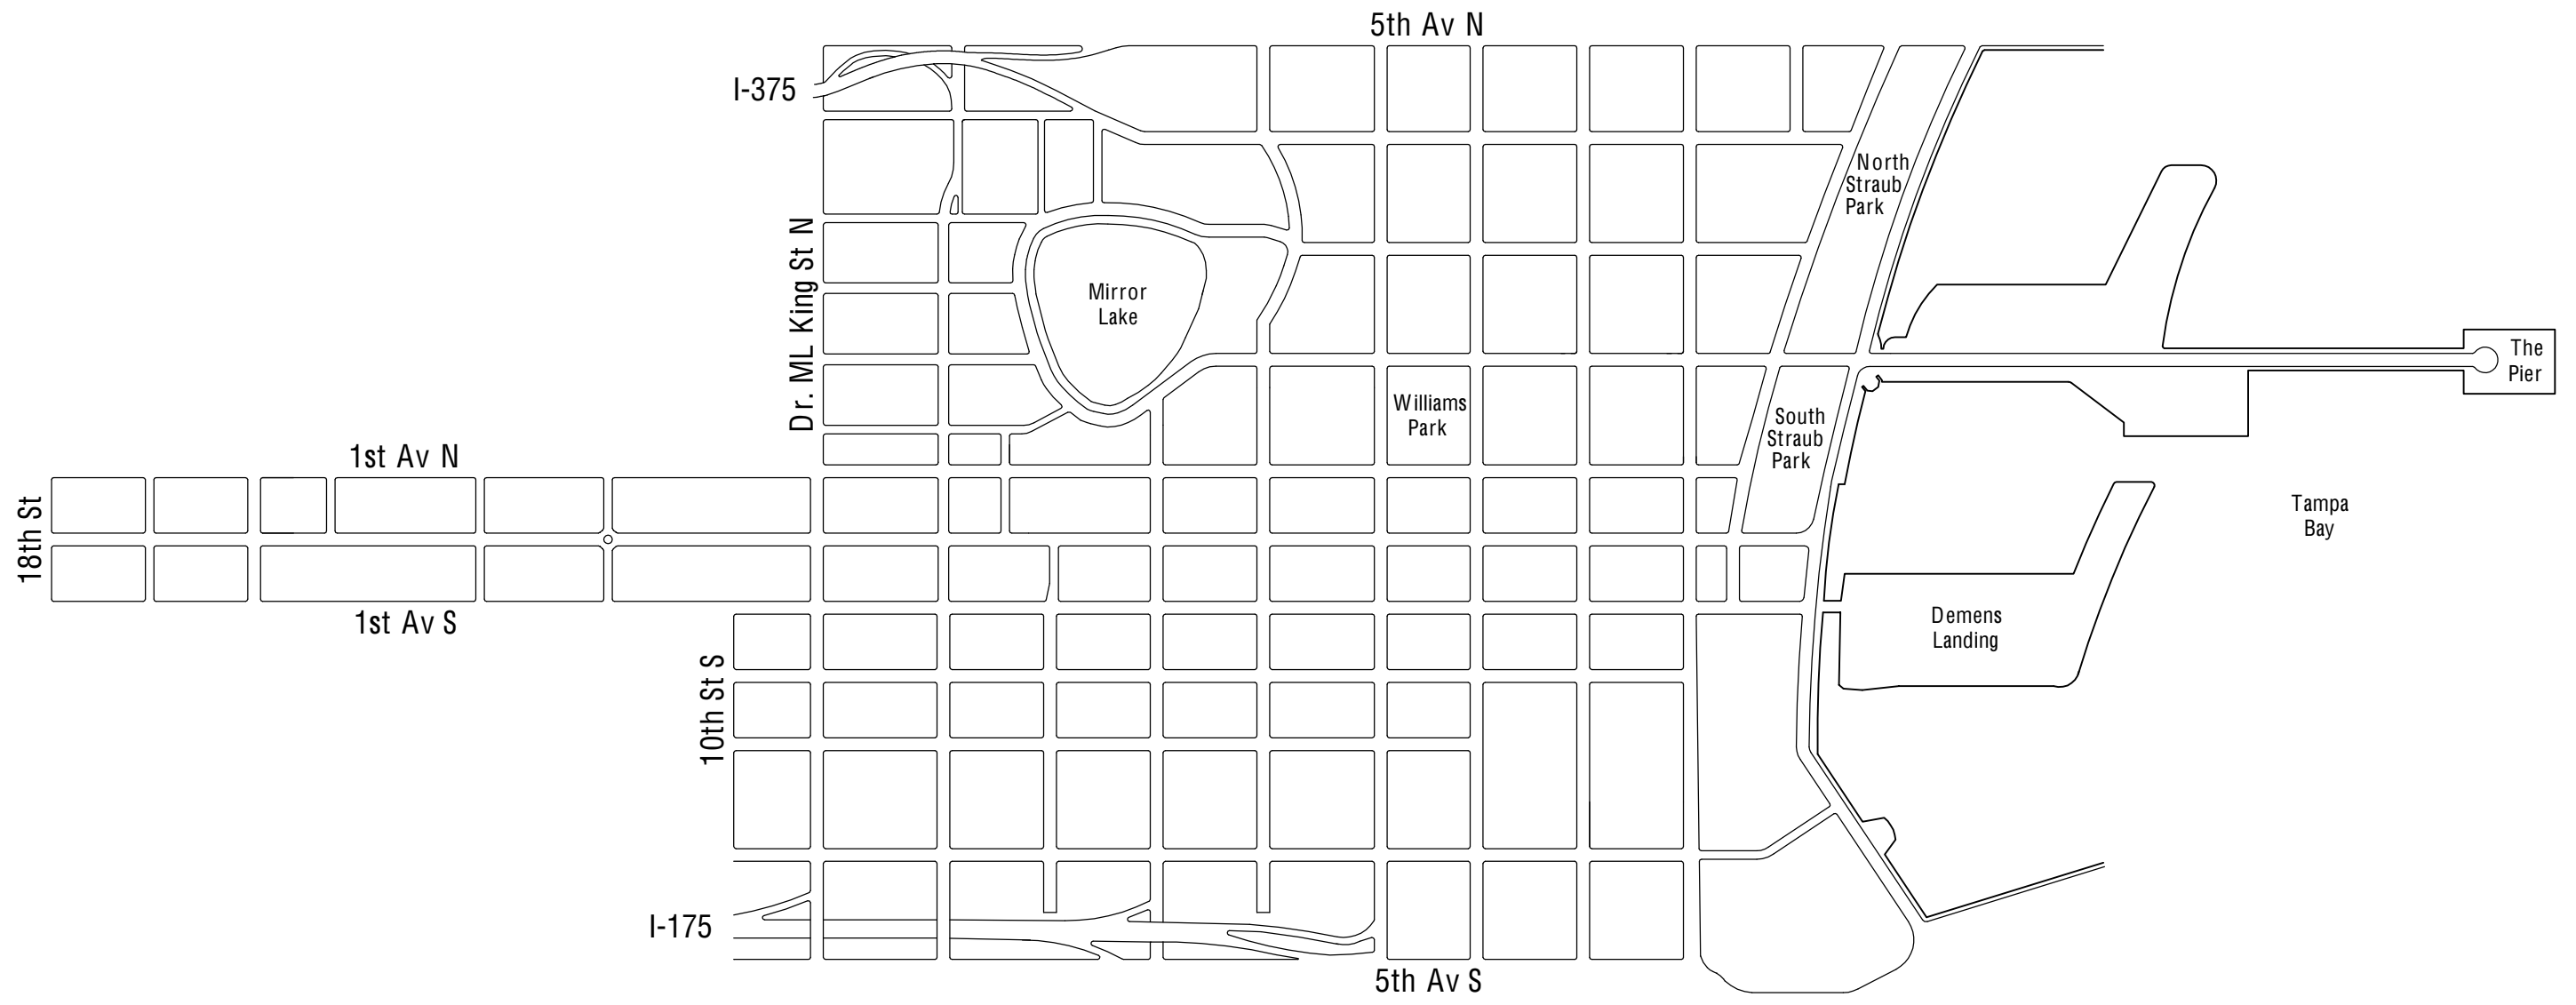 5th Av N
I-375
North
Straub
Park
Dr. ML King St N
Mirror
Lake
The
Pier
Williams
Park
South
Straub
Park
1st Av N
18th St
Tampa
Bay
1st Av S
Demens
Landing
10th St S
I-175
5th Av S